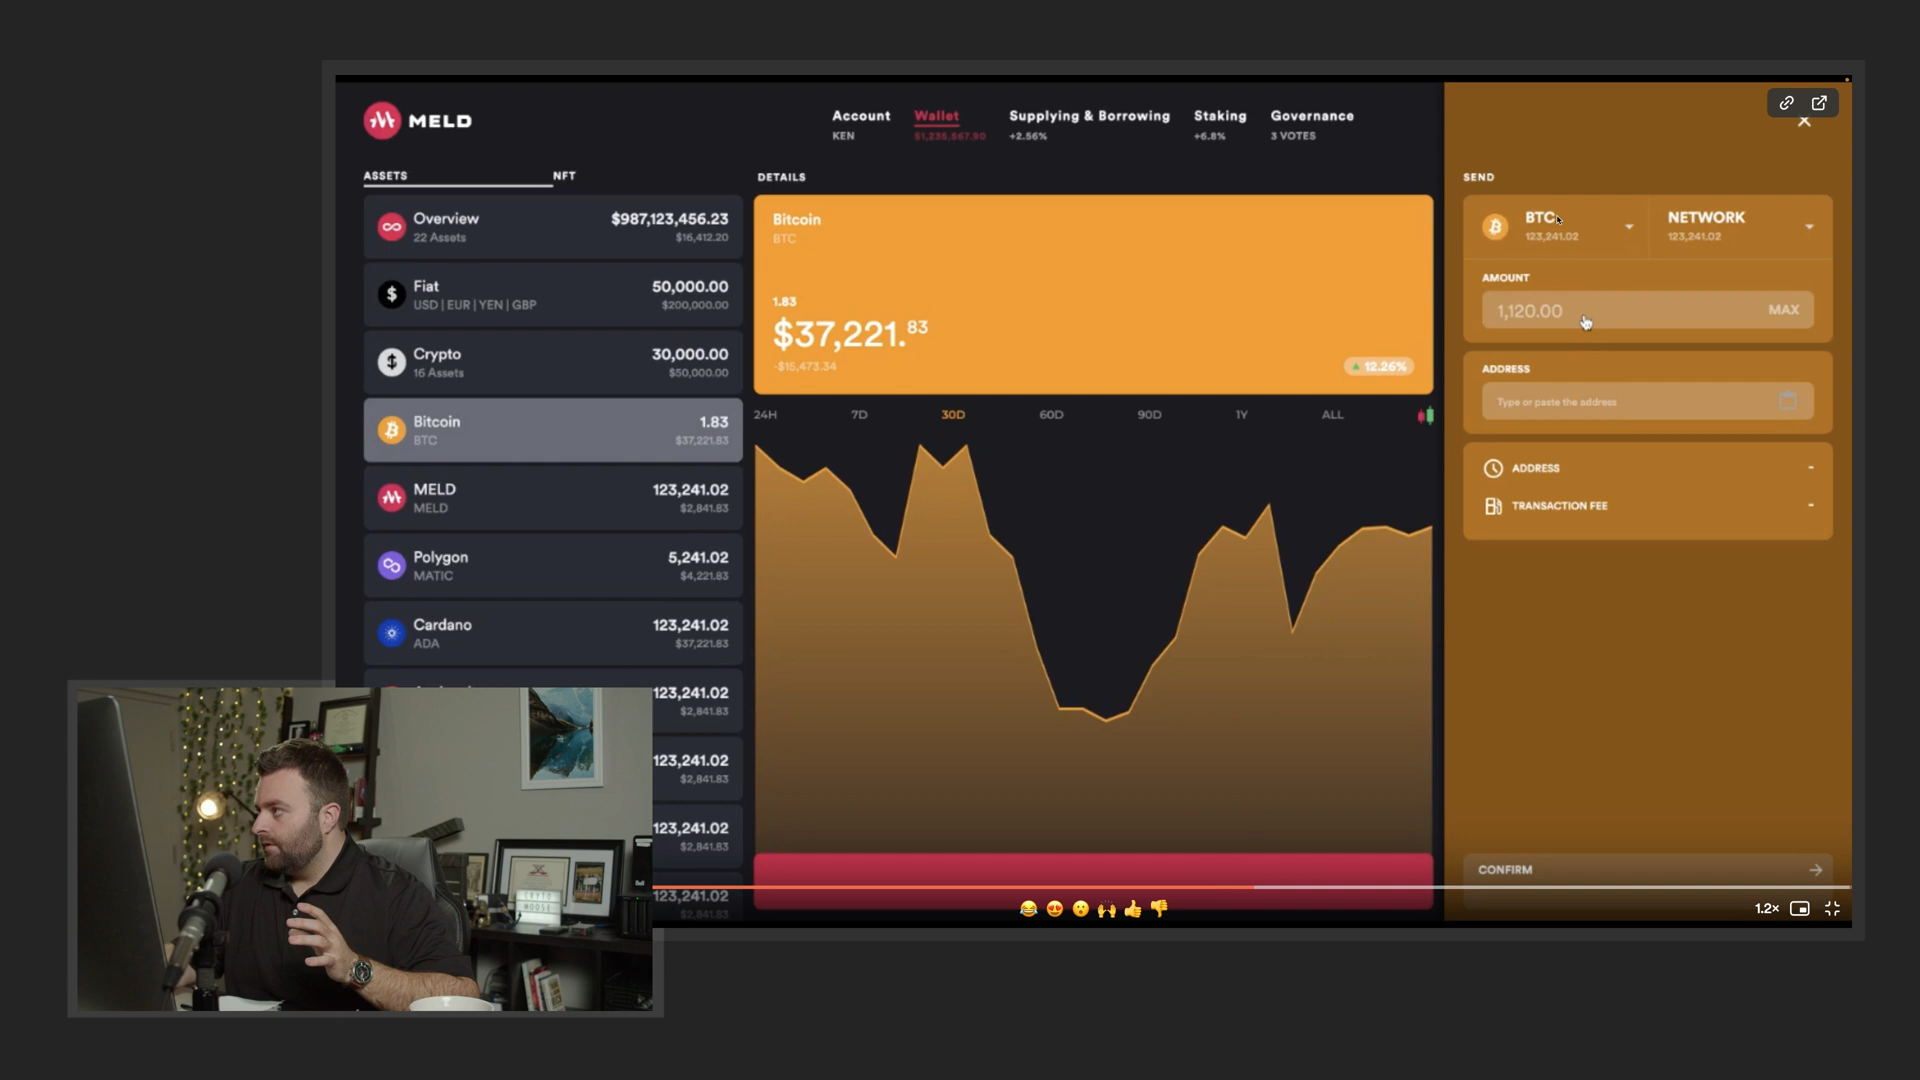 MELD
Account
KEN
Wallet
$1,235,567.90
Supplying & Borrowing
+2.56%
Staking
+6.8%
Governance
3 VOTES
ASSETS
NFT
Overview
$987,123,456.23
22 Assets
$16,412.20
Fiat
50,000.00
USD | EUR | YEN | GBP
$200,000.00
Crypto
30,000.00
16 Assets
$50,000.00
Bitcoin
1.83
BTC
$37,221.83
MELD
123,241.02
MELD
$2,841.83
Polygon
5,241.02
MATIC
$4,221.83
Cardano
123,241.02
ADA
$37,221.83
123,241.02
$2,841.83
123,241.02
$2,841.83
123,241.02
$2,841.83
123,241.02
$2,841.83
DETAILS
Bitcoin
BTC
1.83
$37,221.83
-$15,473.34
12.26%
24H
7D
30D
60D
90D
1Y
ALL
SEND
BTC
123,241.02
NETWORK
123,241.02
AMOUNT
1,120.00
MAX
ADDRESS
Type or paste the address
ADDRESS
-
TRANSACTION FEE
-
CONFIRM
1.2×